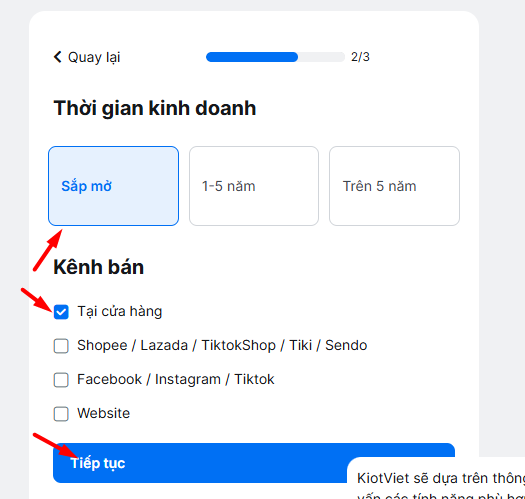 Quay lại
2/3
Thời gian kinh doanh
Sắp mở
1-5 năm
Trên 5 năm
Kênh bán
Tại cửa hàng
Shopee / Lazada / TiktokShop / Tiki / Sendo
Facebook / Instagram / Tiktok
Website
Tiếp tục
KiotViet sẽ dựa trên thông
vấn các tính năng phù hợ